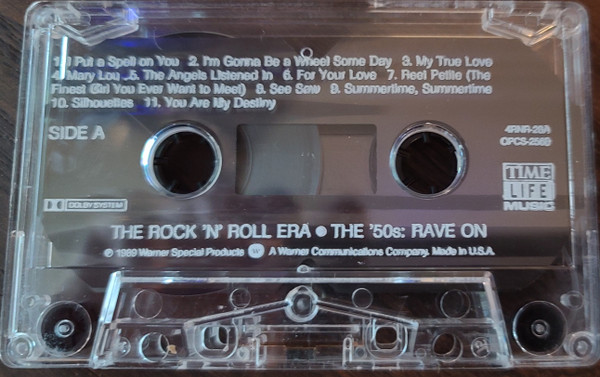 1. I Put a Spell on You 2. I'm Gonna Be a Wheel Some Day 3. My True Love
4. Mary Lou 5. The Angels Listened In 6. For Your Love 7. Reet Petite (The
Finest Girl You Ever Want to Meet) 8. See Saw 9. Summertime, Summertime
10. Silhouettes 11. You Are My Destiny
SIDE A
4RNR-28A
OPCS-2569
TIME
LIFE
MUSIC
DOLBY SYSTEM
THE ROCK 'N' ROLL ERA • THE '50s: RAVE ON
℗ 1989 Warner Special Products W A Warner Communications Company. Made in U.S.A.